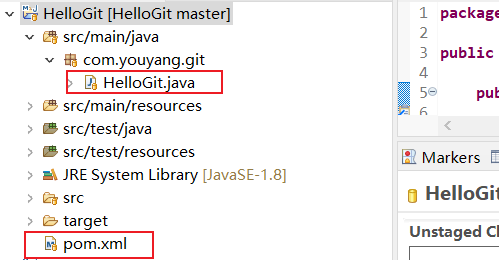 HelloGit [HelloGit master]
src/main/java
com.youyang.git
HelloGit.java
src/main/resources
src/test/java
src/test/resources
JRE System Library [JavaSE-1.8]
src
target
pom.xml
1 package
2
3 public
4
5 pub
6
Markers
HelloGit
Unstaged C